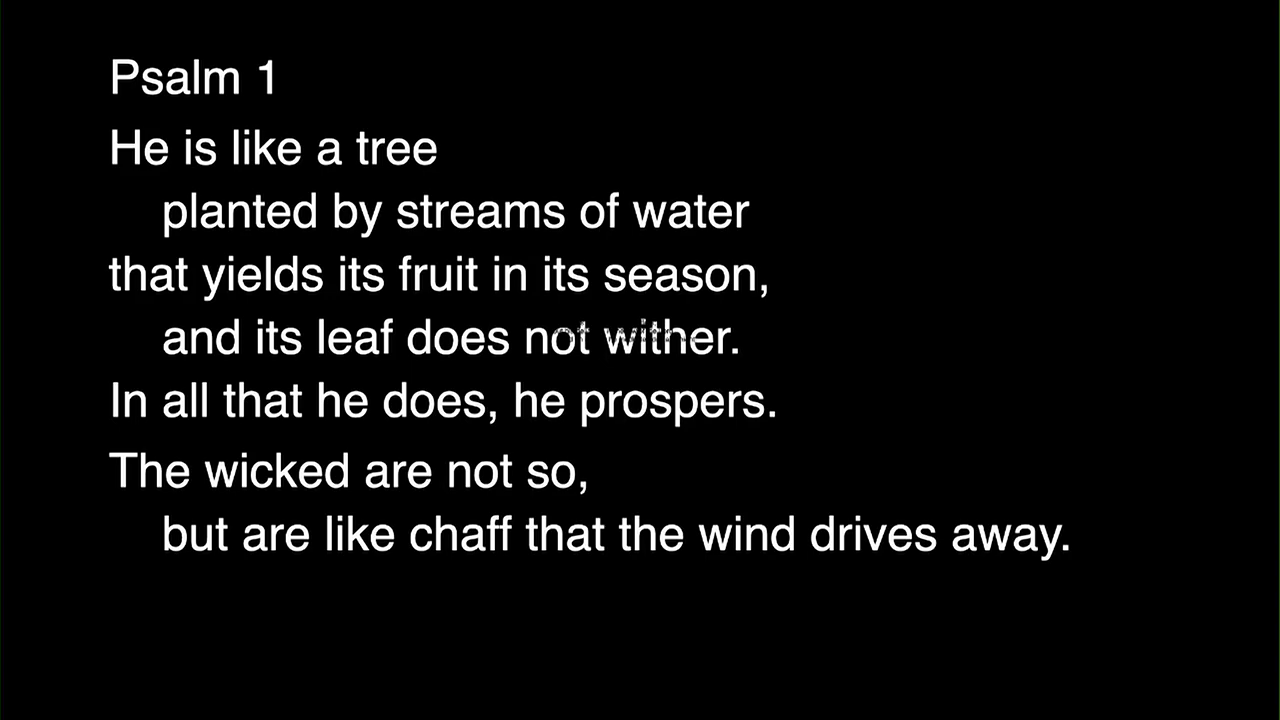 Psalm 1
He is like a tree
planted by streams of water
that yields its fruit in its season,
and its leaf does not wither.
In all that he does, he prospers.
The wicked are not so,
but are like chaff that the wind drives away.